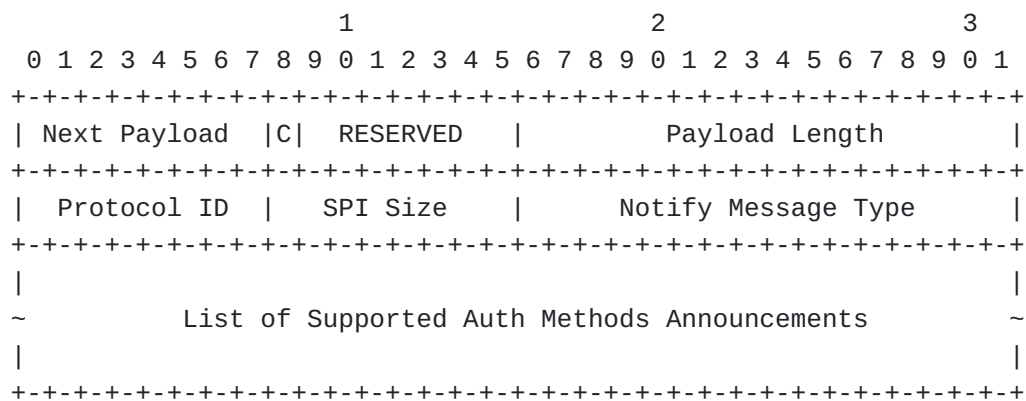 1                   2                   3
 0 1 2 3 4 5 6 7 8 9 0 1 2 3 4 5 6 7 8 9 0 1 2 3 4 5 6 7 8 9 0 1
+-+-+-+-+-+-+-+-+-+-+-+-+-+-+-+-+-+-+-+-+-+-+-+-+-+-+-+-+-+-+-+-+
| Next Payload  |C|  RESERVED   |         Payload Length        |
+-+-+-+-+-+-+-+-+-+-+-+-+-+-+-+-+-+-+-+-+-+-+-+-+-+-+-+-+-+-+-+-+
|  Protocol ID  |   SPI Size    |      Notify Message Type      |
+-+-+-+-+-+-+-+-+-+-+-+-+-+-+-+-+-+-+-+-+-+-+-+-+-+-+-+-+-+-+-+-+
|                                                               |
~          List of Supported Auth Methods Announcements         ~
|                                                               |
+-+-+-+-+-+-+-+-+-+-+-+-+-+-+-+-+-+-+-+-+-+-+-+-+-+-+-+-+-+-+-+-+